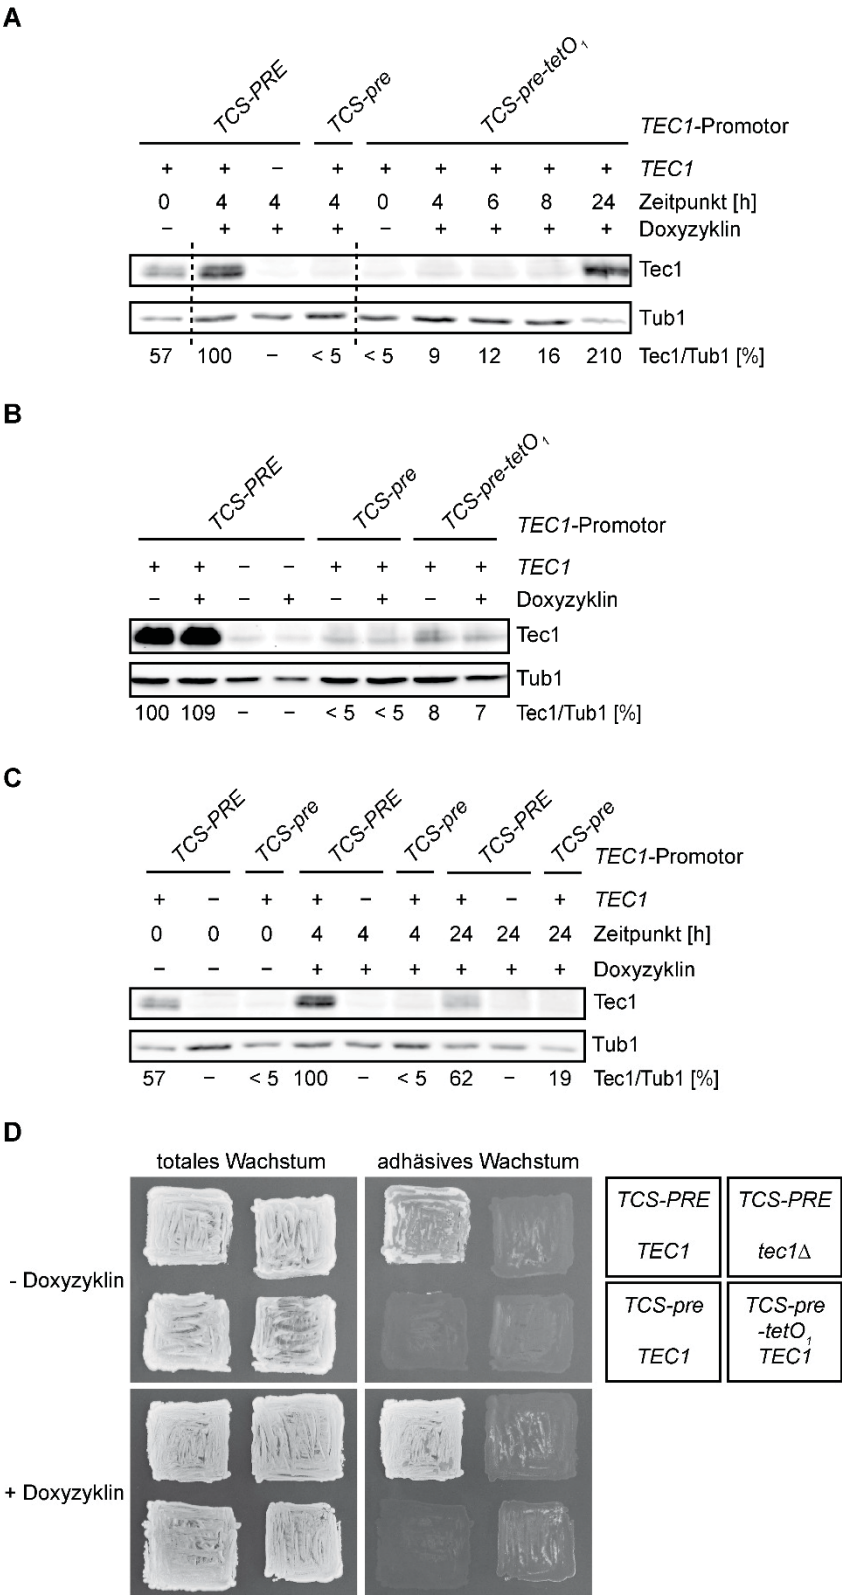 A
TCS-PRE TCS-pre TCS-pre-tetO1
TEC1-Promotor
+ + – + + + + + + TEC1
0 4 4 4 0 4 6 8 24 Zeitpunkt [h]
– + + + – + + + + Doxyzyklin
Tec1
Tub1
57 100 – < 5 < 5 9 12 16 210 Tec1/Tub1 [%]
B
TCS-PRE TCS-pre TCS-pre-tetO1
TEC1-Promotor
+ + – – + + + + TEC1
– + – + – + – + Doxyzyklin
Tec1
Tub1
100 109 – – < 5 < 5 8 7 Tec1/Tub1 [%]
C
TCS-PRE TCS-pre TCS-PRE TCS-pre TCS-PRE TCS-pre
TEC1-Promotor
+ – + + – + + – + TEC1
0 0 0 4 4 4 24 24 24 Zeitpunkt [h]
– – – + + + + + + Doxyzyklin
Tec1
Tub1
57 – < 5 100 – < 5 62 – 19 Tec1/Tub1 [%]
D
totales Wachstum adhäsives Wachstum
- Doxyzyklin
TCS-PRE TCS-PRE
TEC1 tec1Δ
TCS-pre TCS-pre
-tetO1
TEC1 TEC1
+ Doxyzyklin